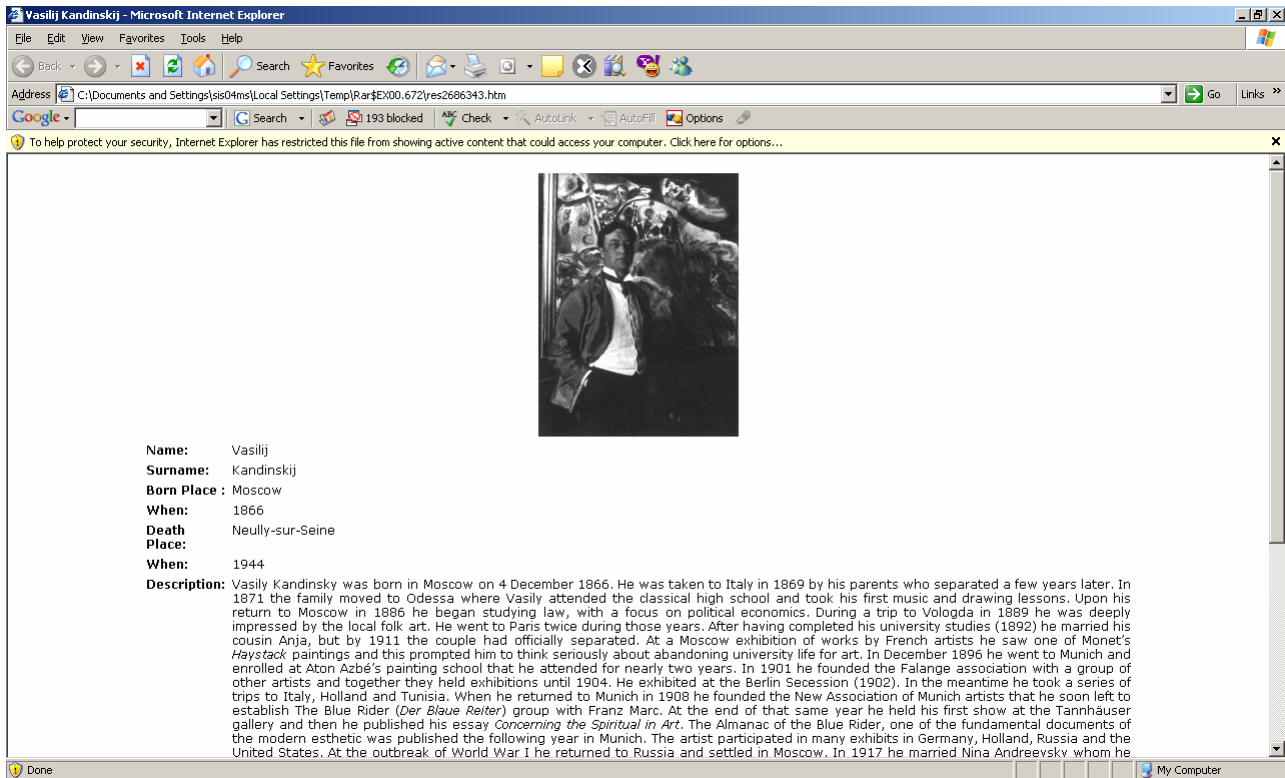 Vasilij Kandinskij - Microsoft Internet Explorer
File Edit View Favorites Tools Help
Back Search Favorites
Address C:\Documents and Settings\sis04ms\Local Settings\Temp\Rar$EX00.672\res2686343.htm Go Links »
Google Search 193 blocked ABC Check AutoLink AutoFill Options
To help protect your security, Internet Explorer has restricted this file from showing active content that could access your computer. Click here for options...
Name: Vasilij
Surname: Kandinskij
Born Place : Moscow
When: 1866
Death Neully-sur-Seine
Place:
When: 1944
Description: Vasily Kandinsky was born in Moscow on 4 December 1866. He was taken to Italy in 1869 by his parents who separated a few years later. In
1871 the family moved to Odessa where Vasily attended the classical high school and took his first music and drawing lessons. Upon his
return to Moscow in 1886 he began studying law, with a focus on political economics. During a trip to Vologda in 1889 he was deeply
impressed by the local folk art. He went to Paris twice during those years. After having completed his university studies (1892) he married his
cousin Anja, but by 1911 the couple had officially separated. At a Moscow exhibition of works by French artists he saw one of Monet's
Haystack paintings and this prompted him to think seriously about abandoning university life for art. In December 1896 he went to Munich and
enrolled at Aton Azbé's painting school that he attended for nearly two years. In 1901 he founded the Falange association with a group of
other artists and together they held exhibitions until 1904. He exhibited at the Berlin Secession (1902). In the meantime he took a series of
trips to Italy, Holland and Tunisia. When he returned to Munich in 1908 he founded the New Association of Munich artists that he soon left to
establish The Blue Rider (Der Blaue Reiter) group with Franz Marc. At the end of that same year he held his first show at the Tannhäuser
gallery and then he published his essay Concerning the Spiritual in Art. The Almanac of the Blue Rider, one of the fundamental documents of
the modern esthetic was published the following year in Munich. The artist participated in many exhibits in Germany, Holland, Russia and the
United States. At the outbreak of World War I he returned to Russia and settled in Moscow. In 1917 he married Nina Andreevsky whom he
Done My Computer